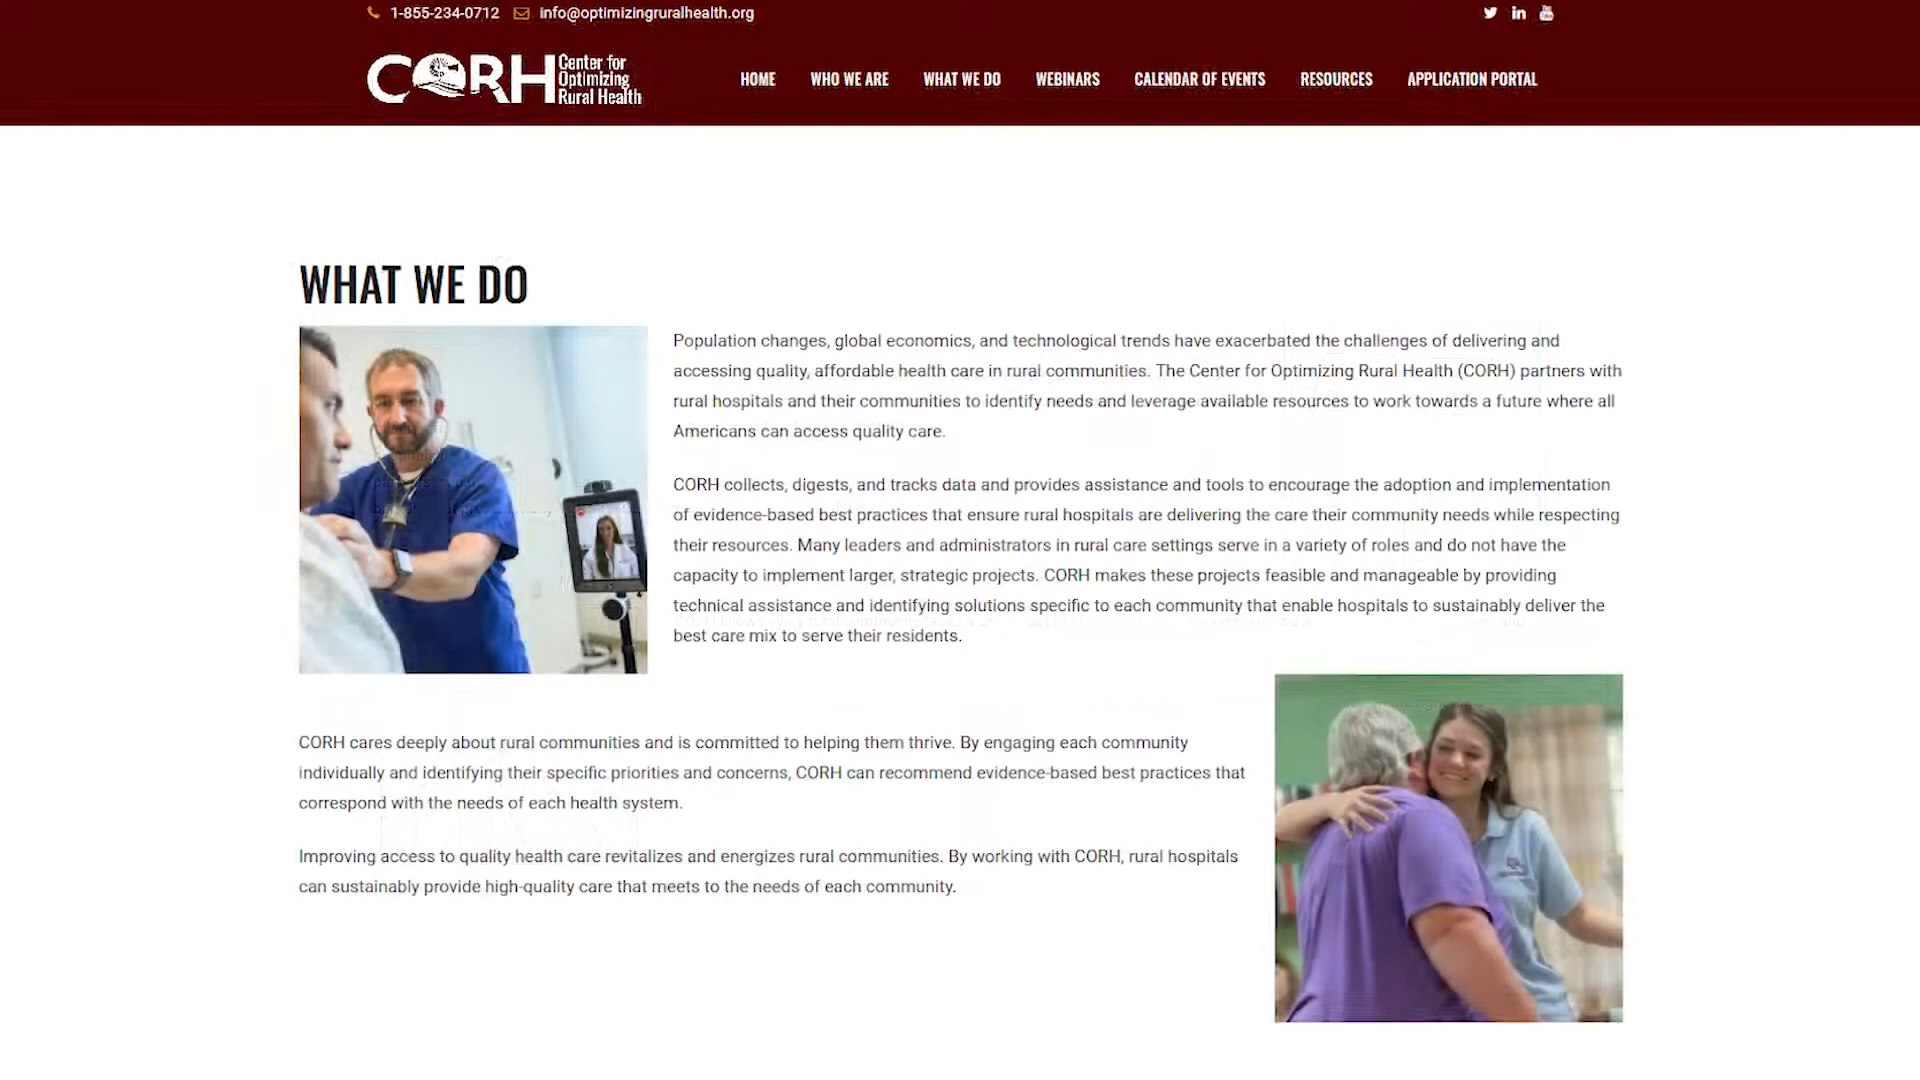 1-855-234-0712 info@optimizingruralhealth.org
CORH Center for
Optimizing
Rural Health
HOME WHO WE ARE WHAT WE DO WEBINARS CALENDAR OF EVENTS RESOURCES APPLICATION PORTAL
WHAT WE DO
Population changes, global economics, and technological trends have exacerbated the challenges of delivering and
accessing quality, affordable health care in rural communities. The Center for Optimizing Rural Health (CORH) partners with
rural hospitals and their communities to identify needs and leverage available resources to work towards a future where all
Americans can access quality care.
CORH collects, digests, and tracks data and provides assistance and tools to encourage the adoption and implementation
of evidence-based best practices that ensure rural hospitals are delivering the care their community needs while respecting
their resources. Many leaders and administrators in rural care settings serve in a variety of roles and do not have the
capacity to implement larger, strategic projects. CORH makes these projects feasible and manageable by providing
technical assistance and identifying solutions specific to each community that enable hospitals to sustainably deliver the
best care mix to serve their residents.
CORH cares deeply about rural communities and is committed to helping them thrive. By engaging each community
individually and identifying their specific priorities and concerns, CORH can recommend evidence-based best practices that
correspond with the needs of each health system.
Improving access to quality health care revitalizes and energizes rural communities. By working with CORH, rural hospitals
can sustainably provide high-quality care that meets to the needs of each community.